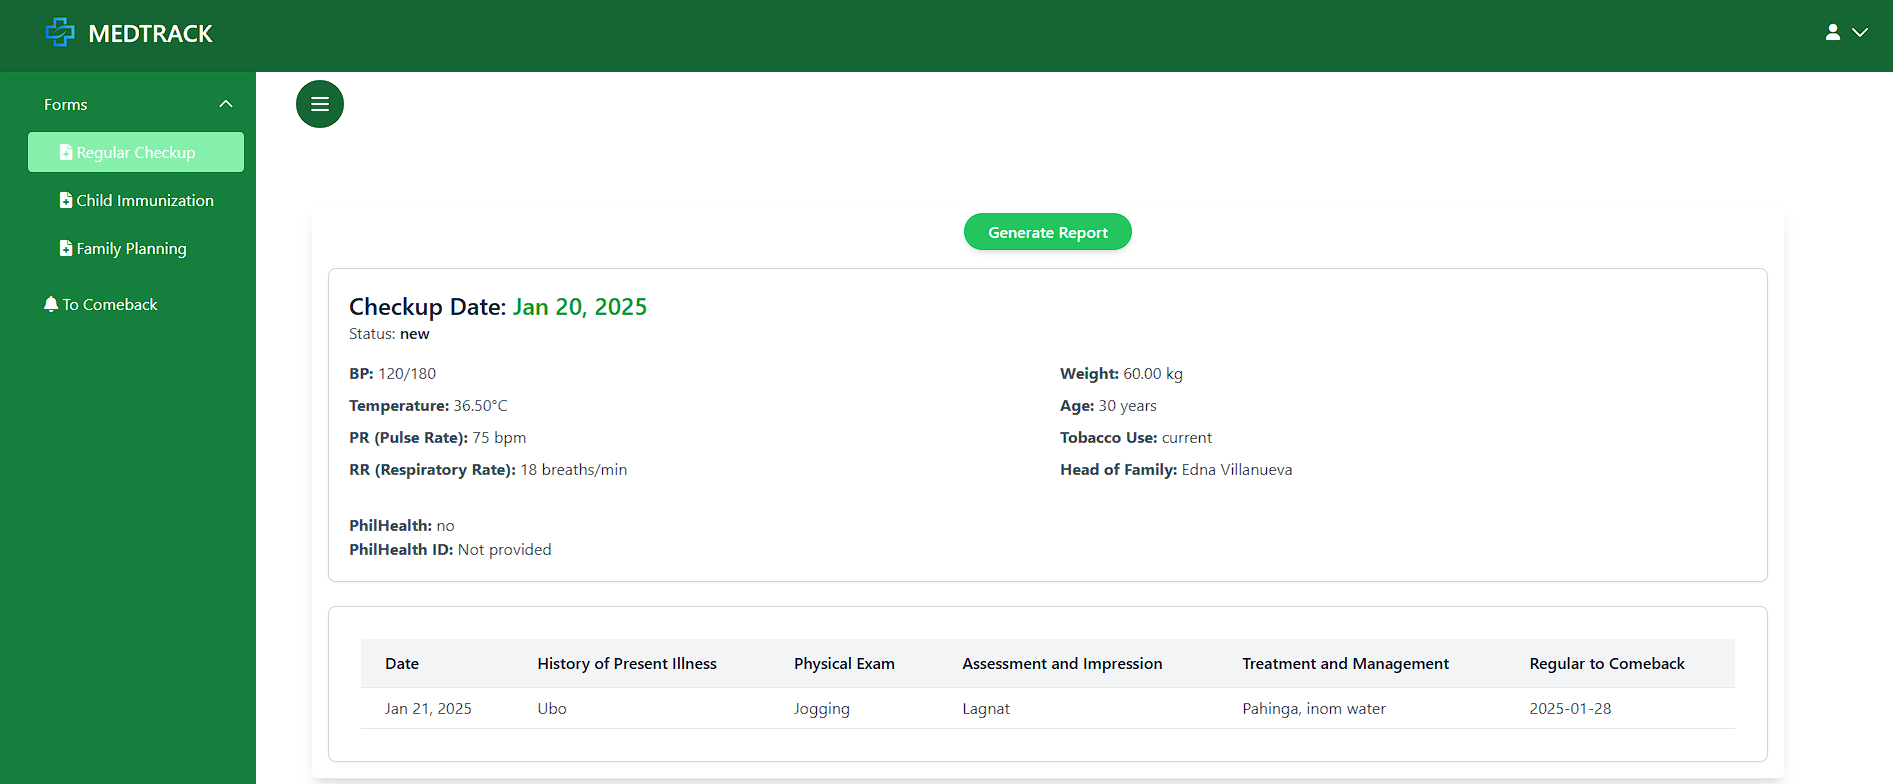 MEDTRACK
Forms
Regular Checkup
Child Immunization
Family Planning
To Comeback
Generate Report
Checkup Date: Jan 20, 2025
Status: new
BP: 120/180
Weight: 60.00 kg
Temperature: 36.50°C
Age: 30 years
PR (Pulse Rate): 75 bpm
Tobacco Use: current
RR (Respiratory Rate): 18 breaths/min
Head of Family: Edna Villanueva
PhilHealth: no
PhilHealth ID: Not provided
Date History of Present Illness Physical Exam Assessment and Impression Treatment and Management Regular to Comeback
Jan 21, 2025 Ubo Jogging Lagnat Pahinga, inom water 2025-01-28